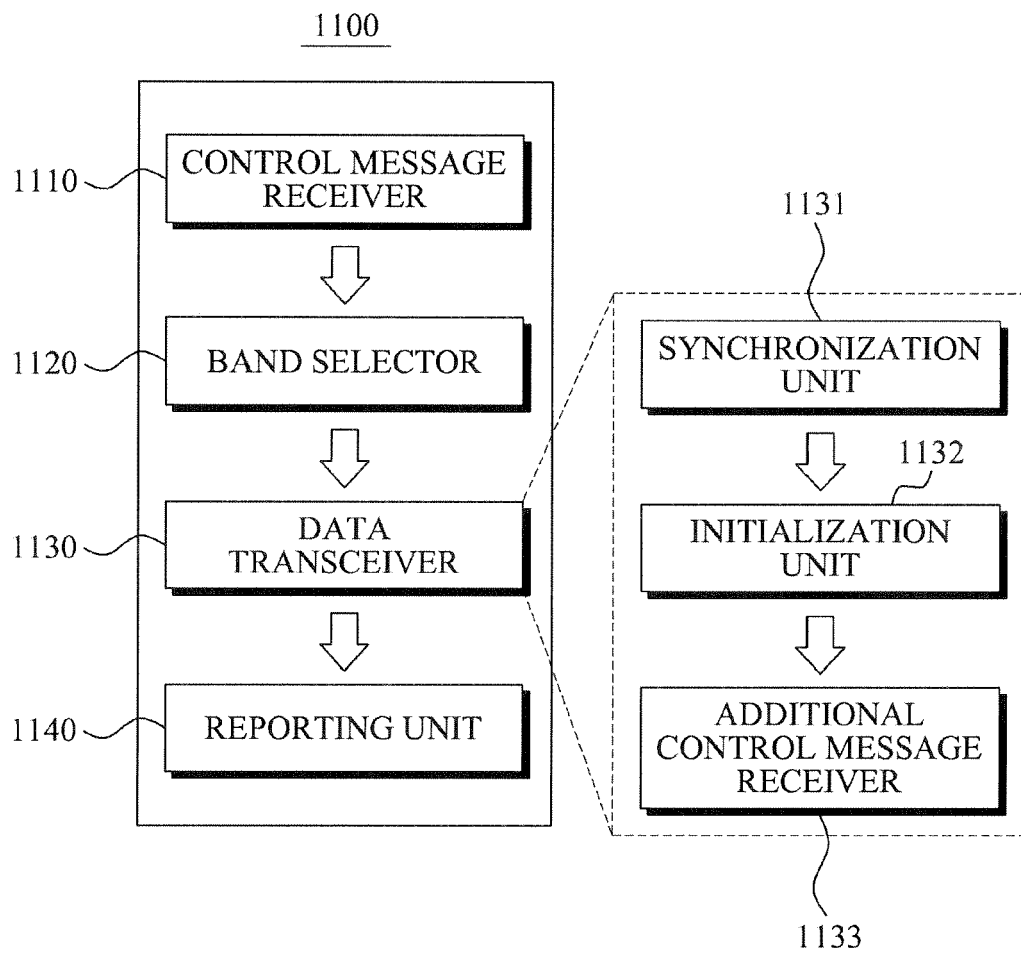 1100
1110
CONTROL MESSAGE
RECEIVER
1120
BAND SELECTOR
1130
DATA
TRANSCEIVER
1140
REPORTING UNIT
1131
SYNCHRONIZATION
UNIT
1132
INITIALIZATION
UNIT
ADDITIONAL
CONTROL MESSAGE
RECEIVER
1133